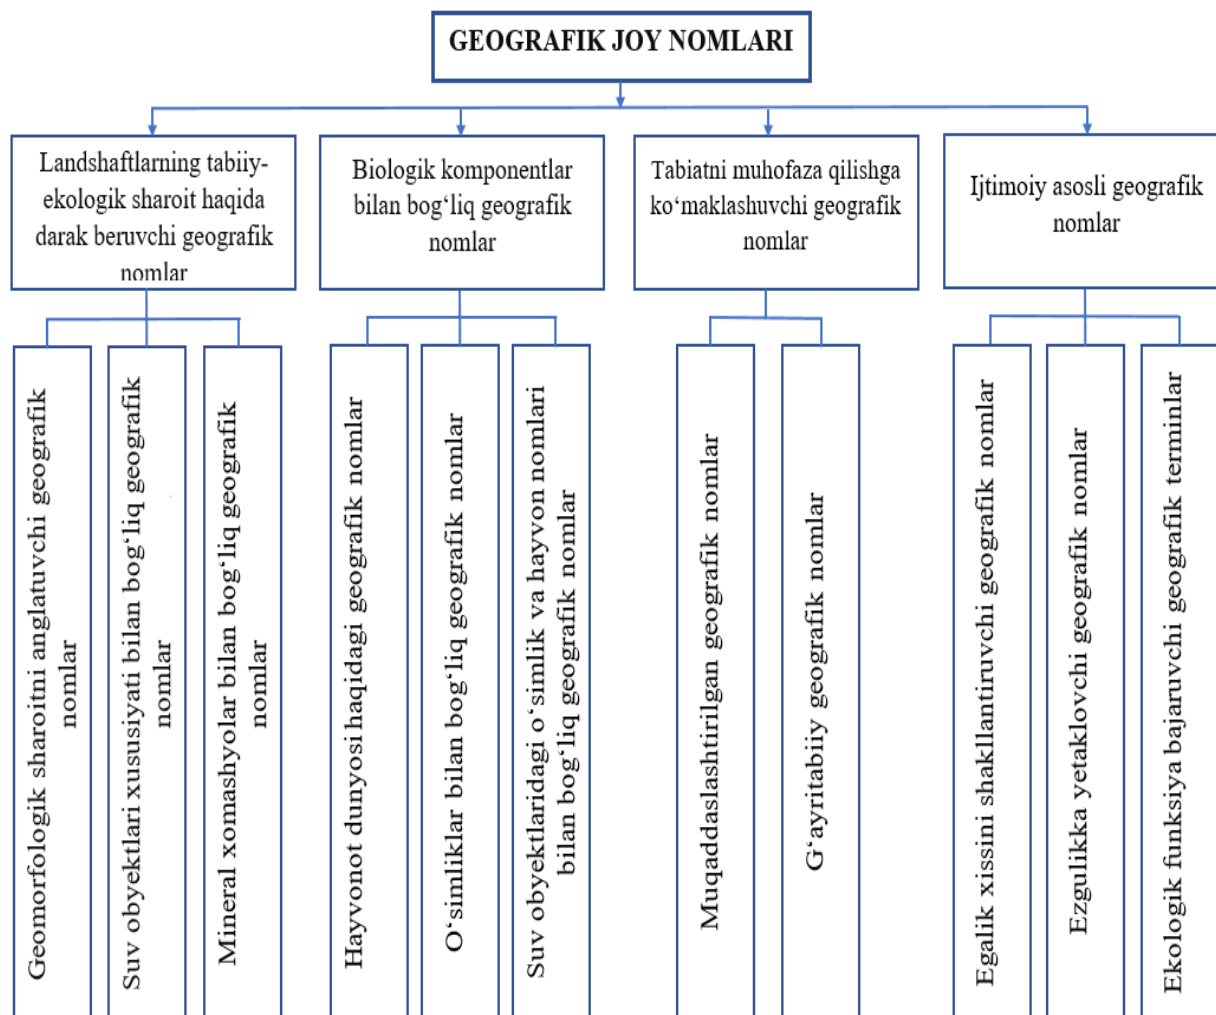 GEOGRAFIK JOY NOMLARI
Landshaftlarning tabiiy-
ekologik sharoit haqida
darak beruvchi geografik
nomlar
Biologik komponentlar
bilan bog‘liq geografik
nomlar
Tabiatni muhofaza qilishga
ko‘maklashuvchi geografik
nomlar
Ijtimoiy asosli geografik
nomlar
Geomorfologik sharoitni anglatuvchi geografik
nomlar
Suv obyektlari xususiyati bilan bog‘liq geografik
nomlar
Mineral xomashyolar bilan bog‘liq geografik
nomlar
Hayvonot dunyosi haqidagi geografik nomlar
O‘simliklar bilan bog‘liq geografik nomlar
Suv obyektlaridagi o‘simlik va hayvon nomlari
bilan bog‘liq geografik nomlar
Muqaddaslashtirilgan geografik nomlar
G‘ayritabiiy geografik nomlar
Egalik xissini shakllantiruvchi geografik nomlar
Ezgulikka yetaklovchi geografik nomlar
Ekologik funksiya bajaruvchi geografik terminlar